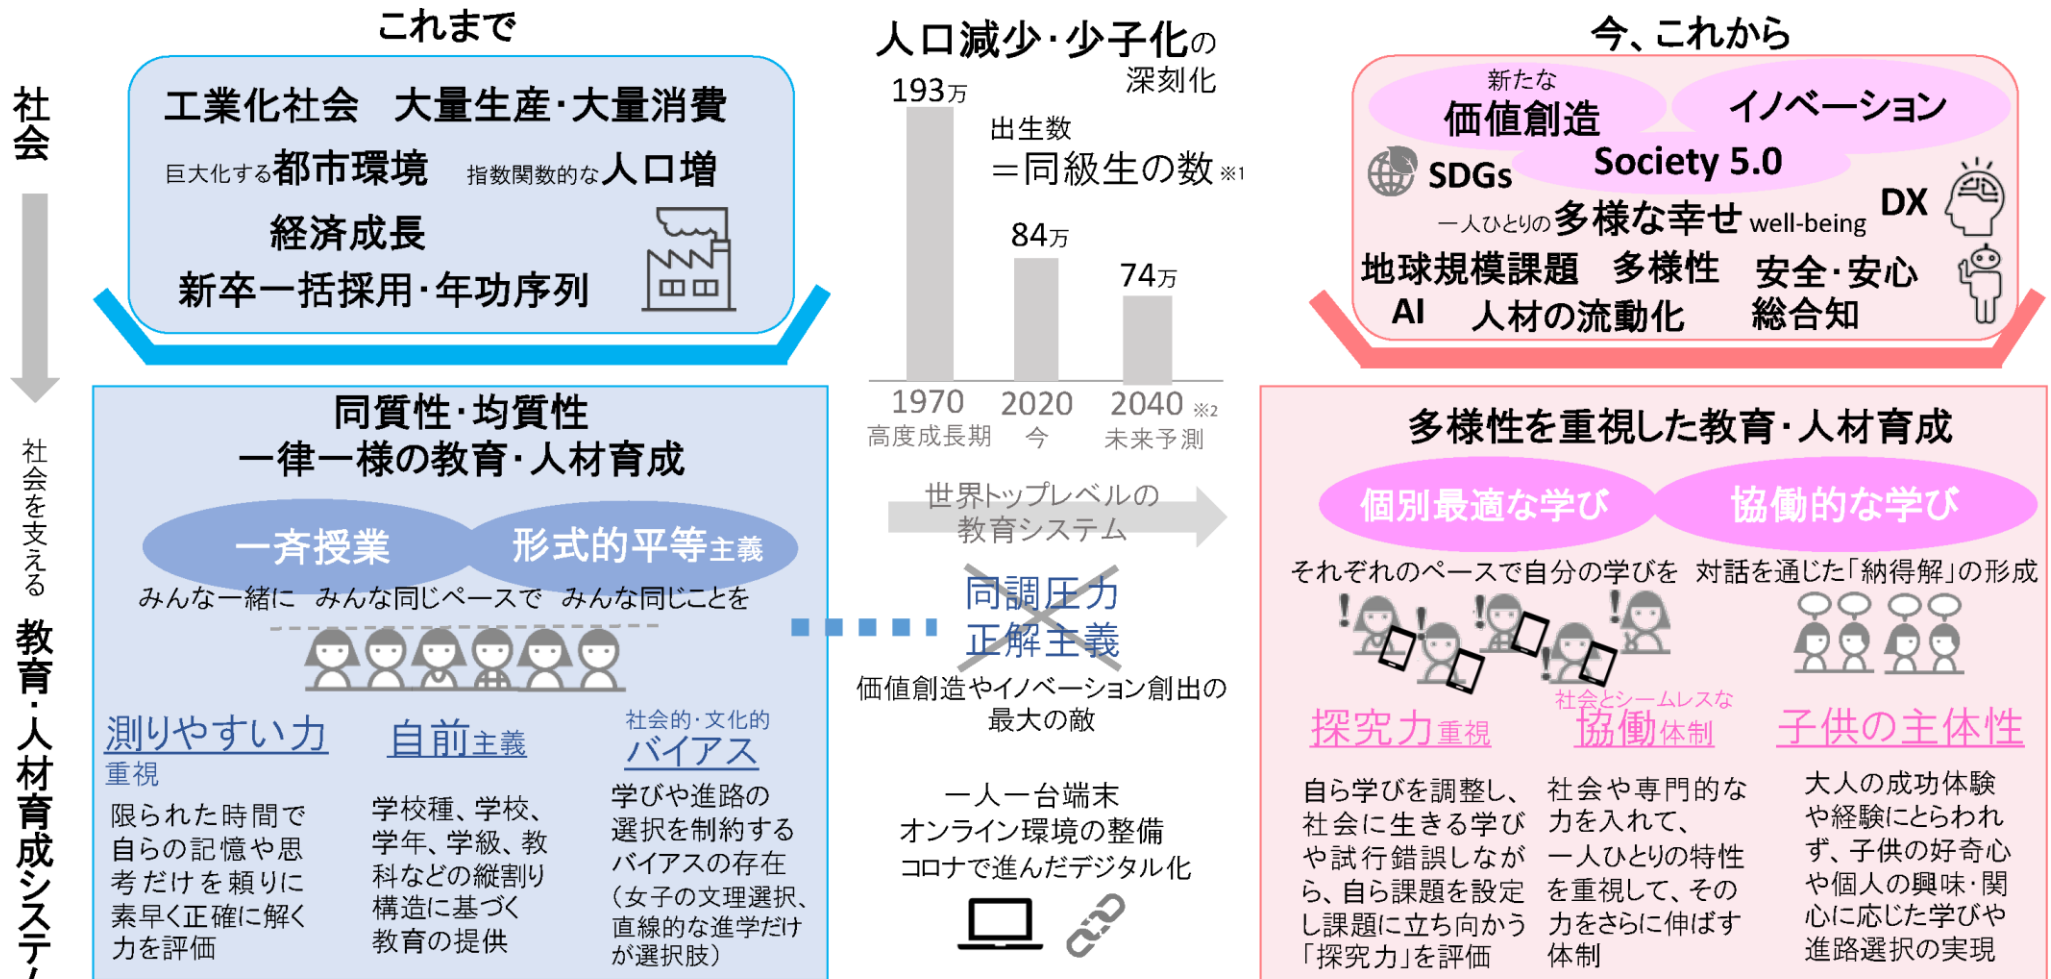 これまで
社会
工業化社会 大量生産・大量消費
巨大化する都市環境 指数関数的な人口増
経済成長
新卒一括採用・年功序列
人口減少・少子化の
深刻化
193万
出生数
＝同級生の数 ※1
84万
74万
1970 2020 2040 ※2
高度成長期 今 未来予測
今、これから
新たな
価値創造
イノベーション
Society 5.0
SDGs
DX
一人ひとりの多様な幸せ well-being
地球規模課題 多様性 安全・安心
AI 人材の流動化 総合知
社会を支える
教育・人材育成システム
同質性・均質性
一律一様の教育・人材育成
一斉授業 形式的平等主義
みんな一緒に みんな同じペースで みんな同じことを
測りやすい力
重視
限られた時間で
自らの記憶や思
考だけを頼りに
素早く正確に解く
力を評価
自前主義
学校種、学校、
学年、学級、教
科などの縦割り
構造に基づく
教育の提供
社会的・文化的
バイアス
学びや進路の
選択を制約する
バイアスの存在
（女子の文理選択、
直線的な進学だけ
が選択肢）
世界トップレベルの
教育システム
同調圧力
正解主義
価値創造やイノベーション創出の
最大の敵
一人一台端末
オンライン環境の整備
コロナで進んだデジタル化
多様性を重視した教育・人材育成
個別最適な学び 協働的な学び
それぞれのペースで自分の学びを 対話を通じた「納得解」の形成
探究力重視
自ら学びを調整し、
社会に生きる学び
や試行錯誤しなが
ら、自ら課題を設定
し課題に立ち向かう
「探究力」を評価
社会とシームレスな
協働体制
社会や専門的な
力を入れて、
一人ひとりの特性
を重視して、その
力をさらに伸ばす
体制
子供の主体性
大人の成功体験
や経験にとらわれ
ず、子供の好奇心
や個人の興味・関
心に応じた学びや
進路選択の実現